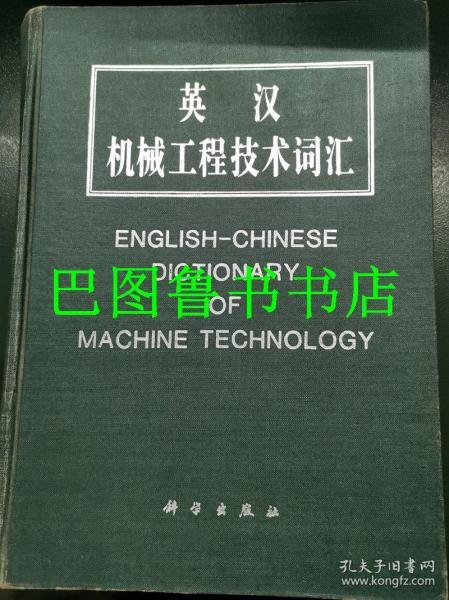 英 汉
机械工程技术词汇
ENGLISH-CHINESE
DICTIONARY
巴图鲁书书店
OF
MACHINE TECHNOLOGY
科学出版社
孔夫子旧书网
www.kongfz.com